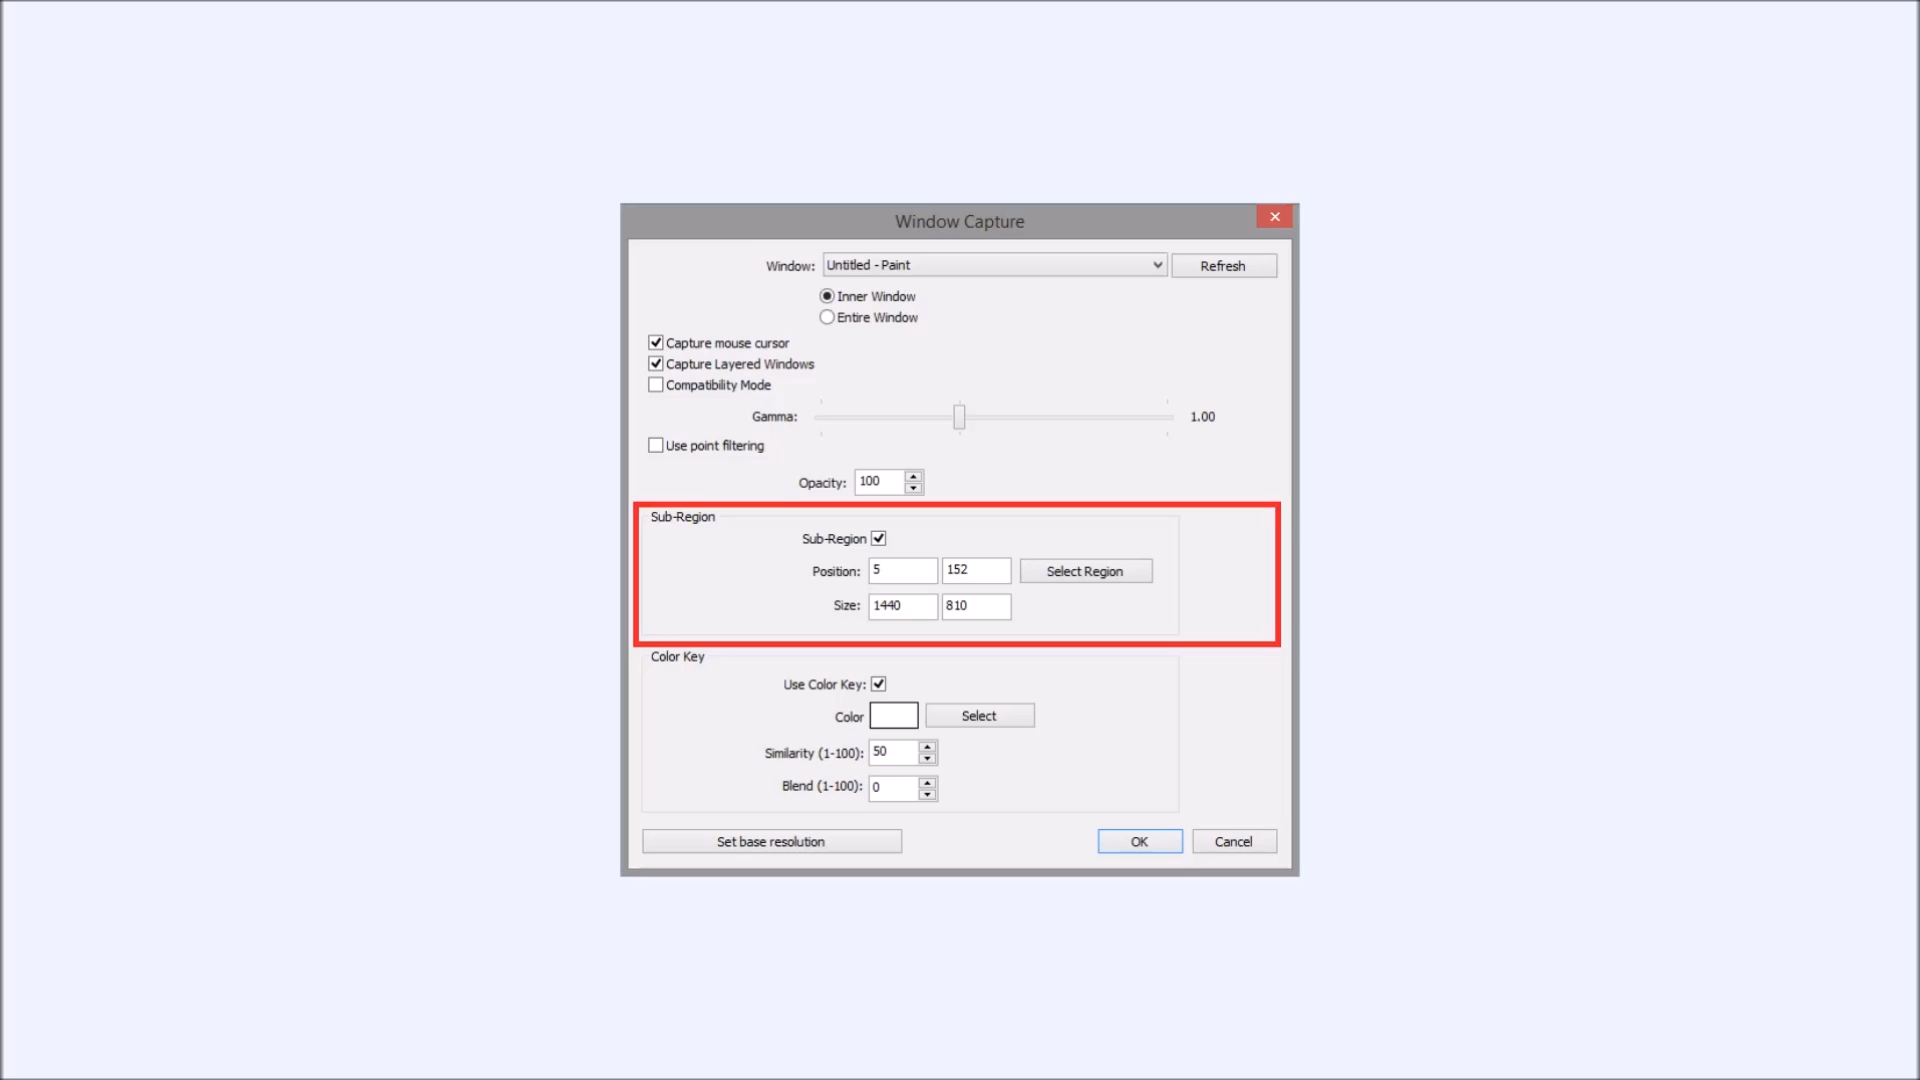 Window Capture
Window: Untitled - Paint Refresh
Inner Window
Entire Window
Capture mouse cursor
Capture Layered Windows
Compatibility Mode
Gamma: 1.00
Use point filtering
Opacity: 100
Sub-Region
Sub-Region
Position: 5 152 Select Region
Size: 1440 810
Color Key
Use Color Key:
Color Select
Similarity (1-100): 50
Blend (1-100): 0
Set base resolution OK Cancel